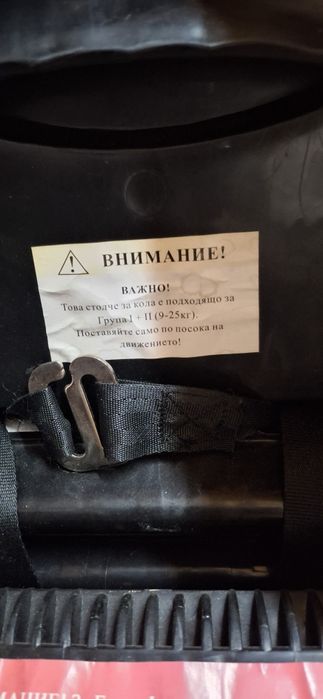 ВНИМАНИЕ!
ВАЖНО!
Това столче за кола е подходящо за
Група I + II (9-25кг).
Поставяйте само по посока на
движението!